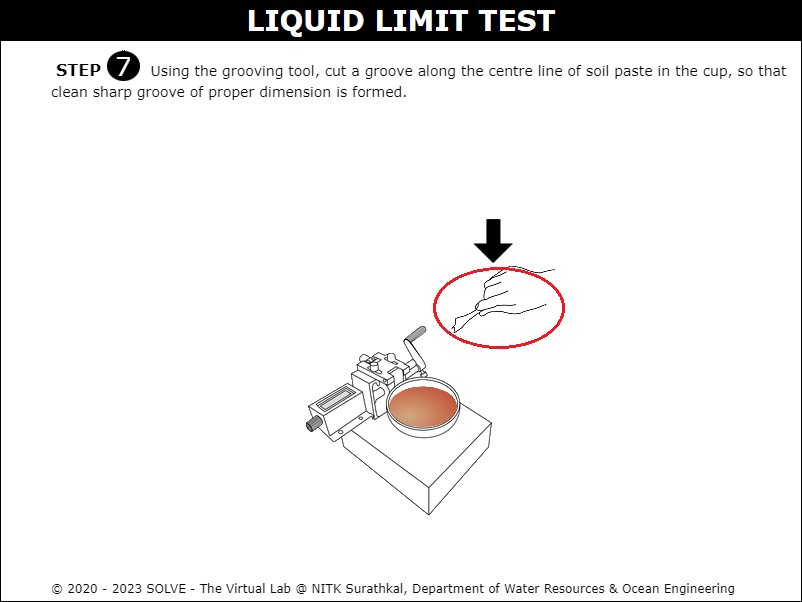 LIQUID LIMIT TEST
STEP 7 Using the grooving tool, cut a groove along the centre line of soil paste in the cup, so that
clean sharp groove of proper dimension is formed.
© 2020 - 2023 SOLVE - The Virtual Lab @ NITK Surathkal, Department of Water Resources & Ocean Engineering